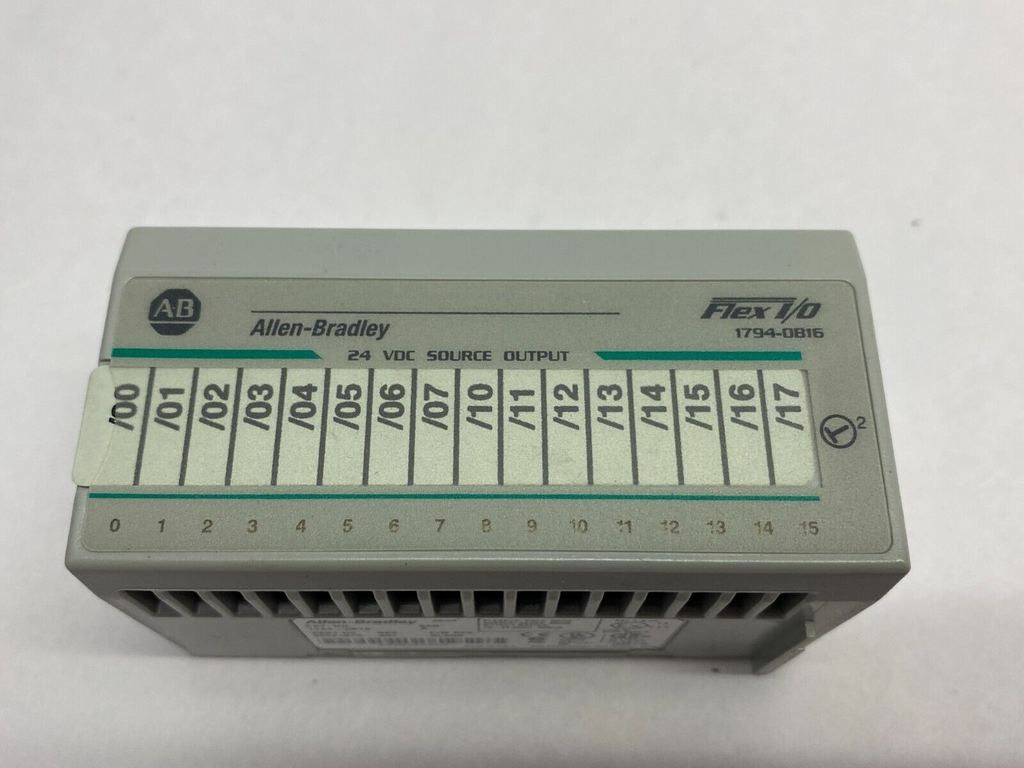 AB
Allen-Bradley
Flex I/O
1794-OB16
24 VDC SOURCE OUTPUT
/00 /01 /02 /03 /04 /05 /06 /07 /10 /11 /12 /13 /14 /15 /16 /17
2
0 1 2 3 4 5 6 7 8 9 10 11 12 13 14 15
Allen-Bradley